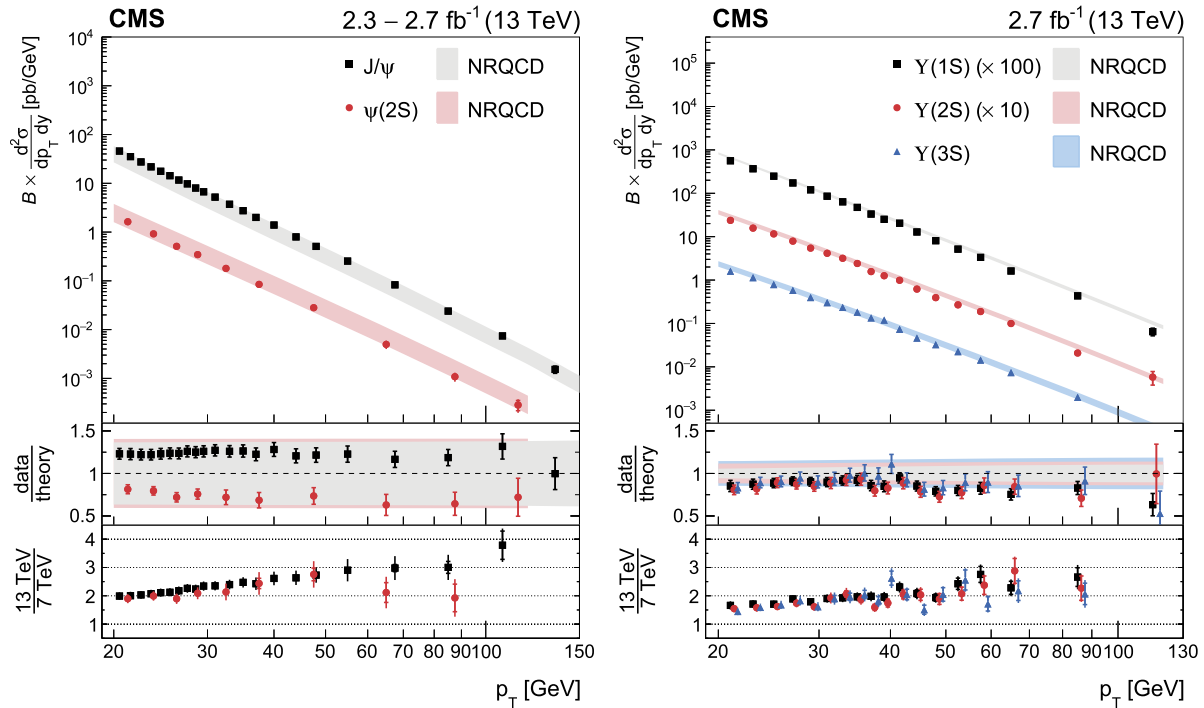 CMS 2.3 – 2.7 fb⁻¹ (13 TeV)
B × d²σ/dp_T dy [pb/GeV]
10⁴
10³
10²
10
1
10⁻¹
10⁻²
10⁻³
J/ψ NRQCD
ψ(2S) NRQCD
data/theory
1.5
1
0.5
13 TeV/7 TeV
4
3
2
1
20 30 40 50 60 70 80 90 100 150
p_T [GeV]
CMS 2.7 fb⁻¹ (13 TeV)
B × d²σ/dp_T dy [pb/GeV]
10⁵
10⁴
10³
10²
10
1
10⁻¹
10⁻²
10⁻³
ϒ(1S) (× 100) NRQCD
ϒ(2S) (× 10) NRQCD
ϒ(3S) NRQCD
data/theory
1.5
1
0.5
13 TeV/7 TeV
4
3
2
1
20 30 40 50 60 70 80 100 130
p_T [GeV]